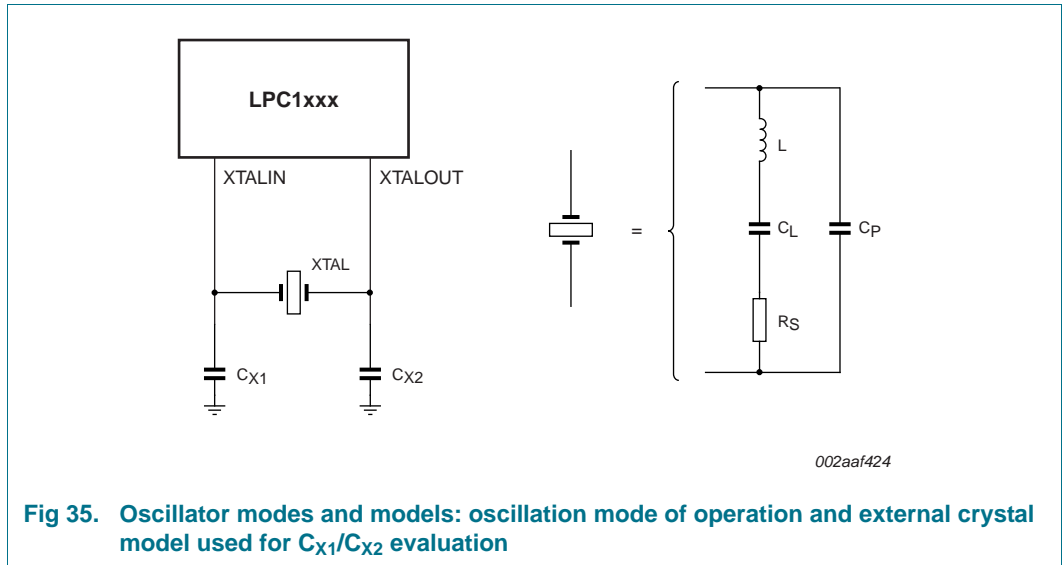 LPC1xxx
XTALIN
XTALOUT
XTAL
CX1
CX2
=
L
CL
CP
RS
002aaf424
Fig 35. Oscillator modes and models: oscillation mode of operation and external crystal
model used for CX1/CX2 evaluation